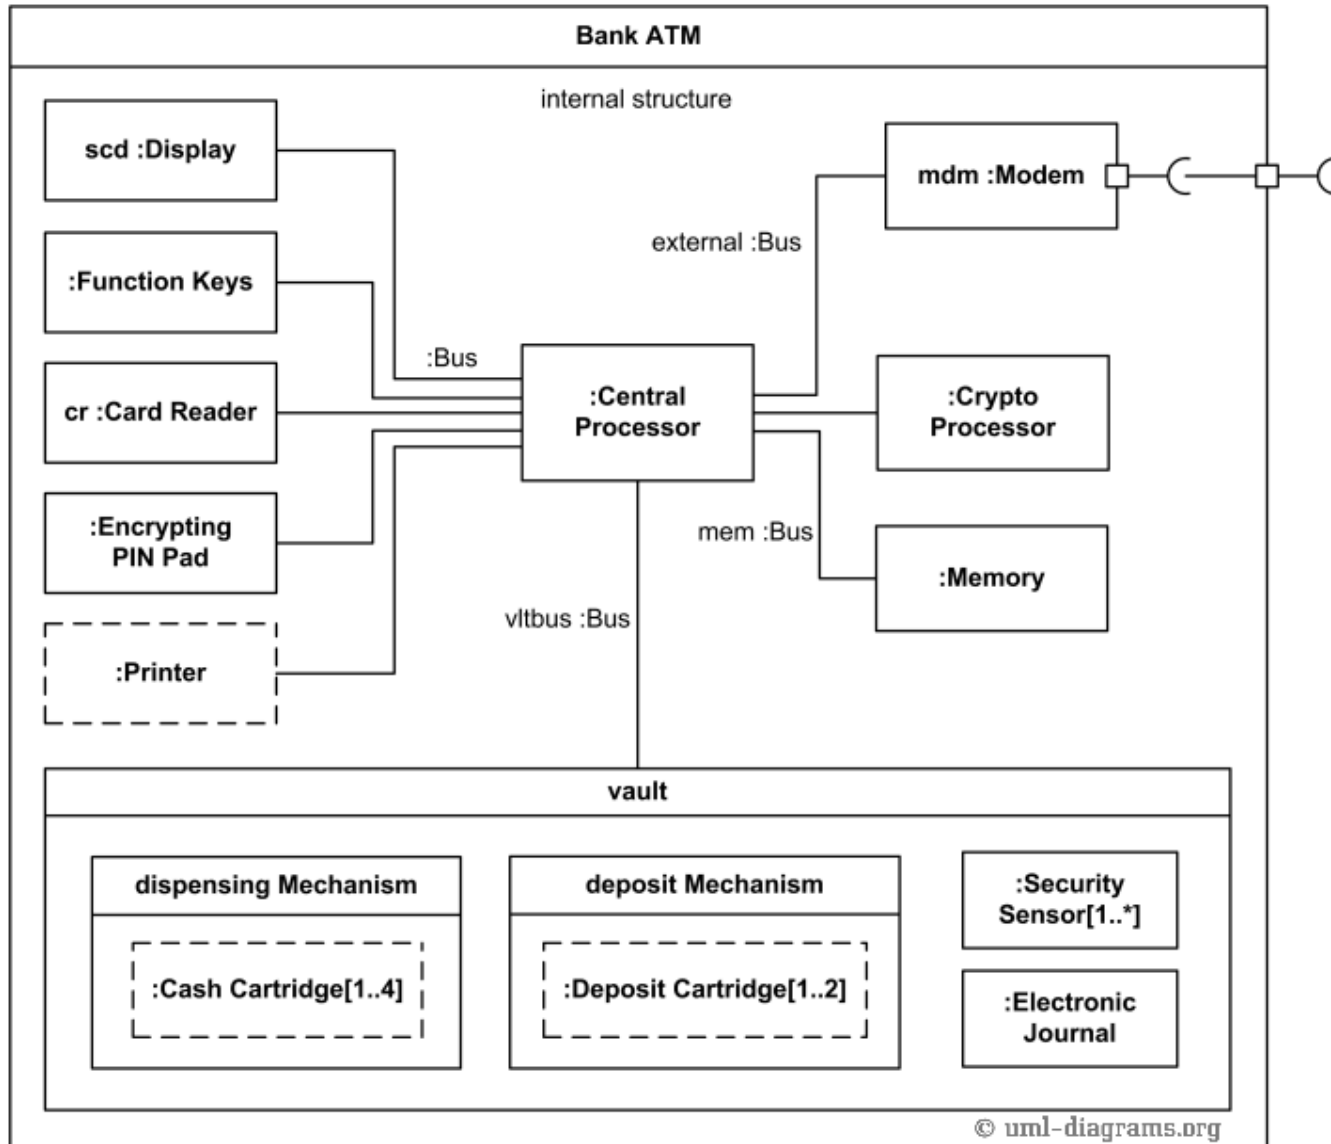 Bank ATM
internal structure
scd :Display
mdm :Modem
external :Bus
:Function Keys
:Bus
cr :Card Reader
:Central
Processor
:Crypto
Processor
:Encrypting
PIN Pad
mem :Bus
:Memory
vltbus :Bus
:Printer
vault
dispensing Mechanism
:Cash Cartridge[1..4]
deposit Mechanism
:Deposit Cartridge[1..2]
:Security
Sensor[1..*]
:Electronic
Journal
© uml-diagrams.org